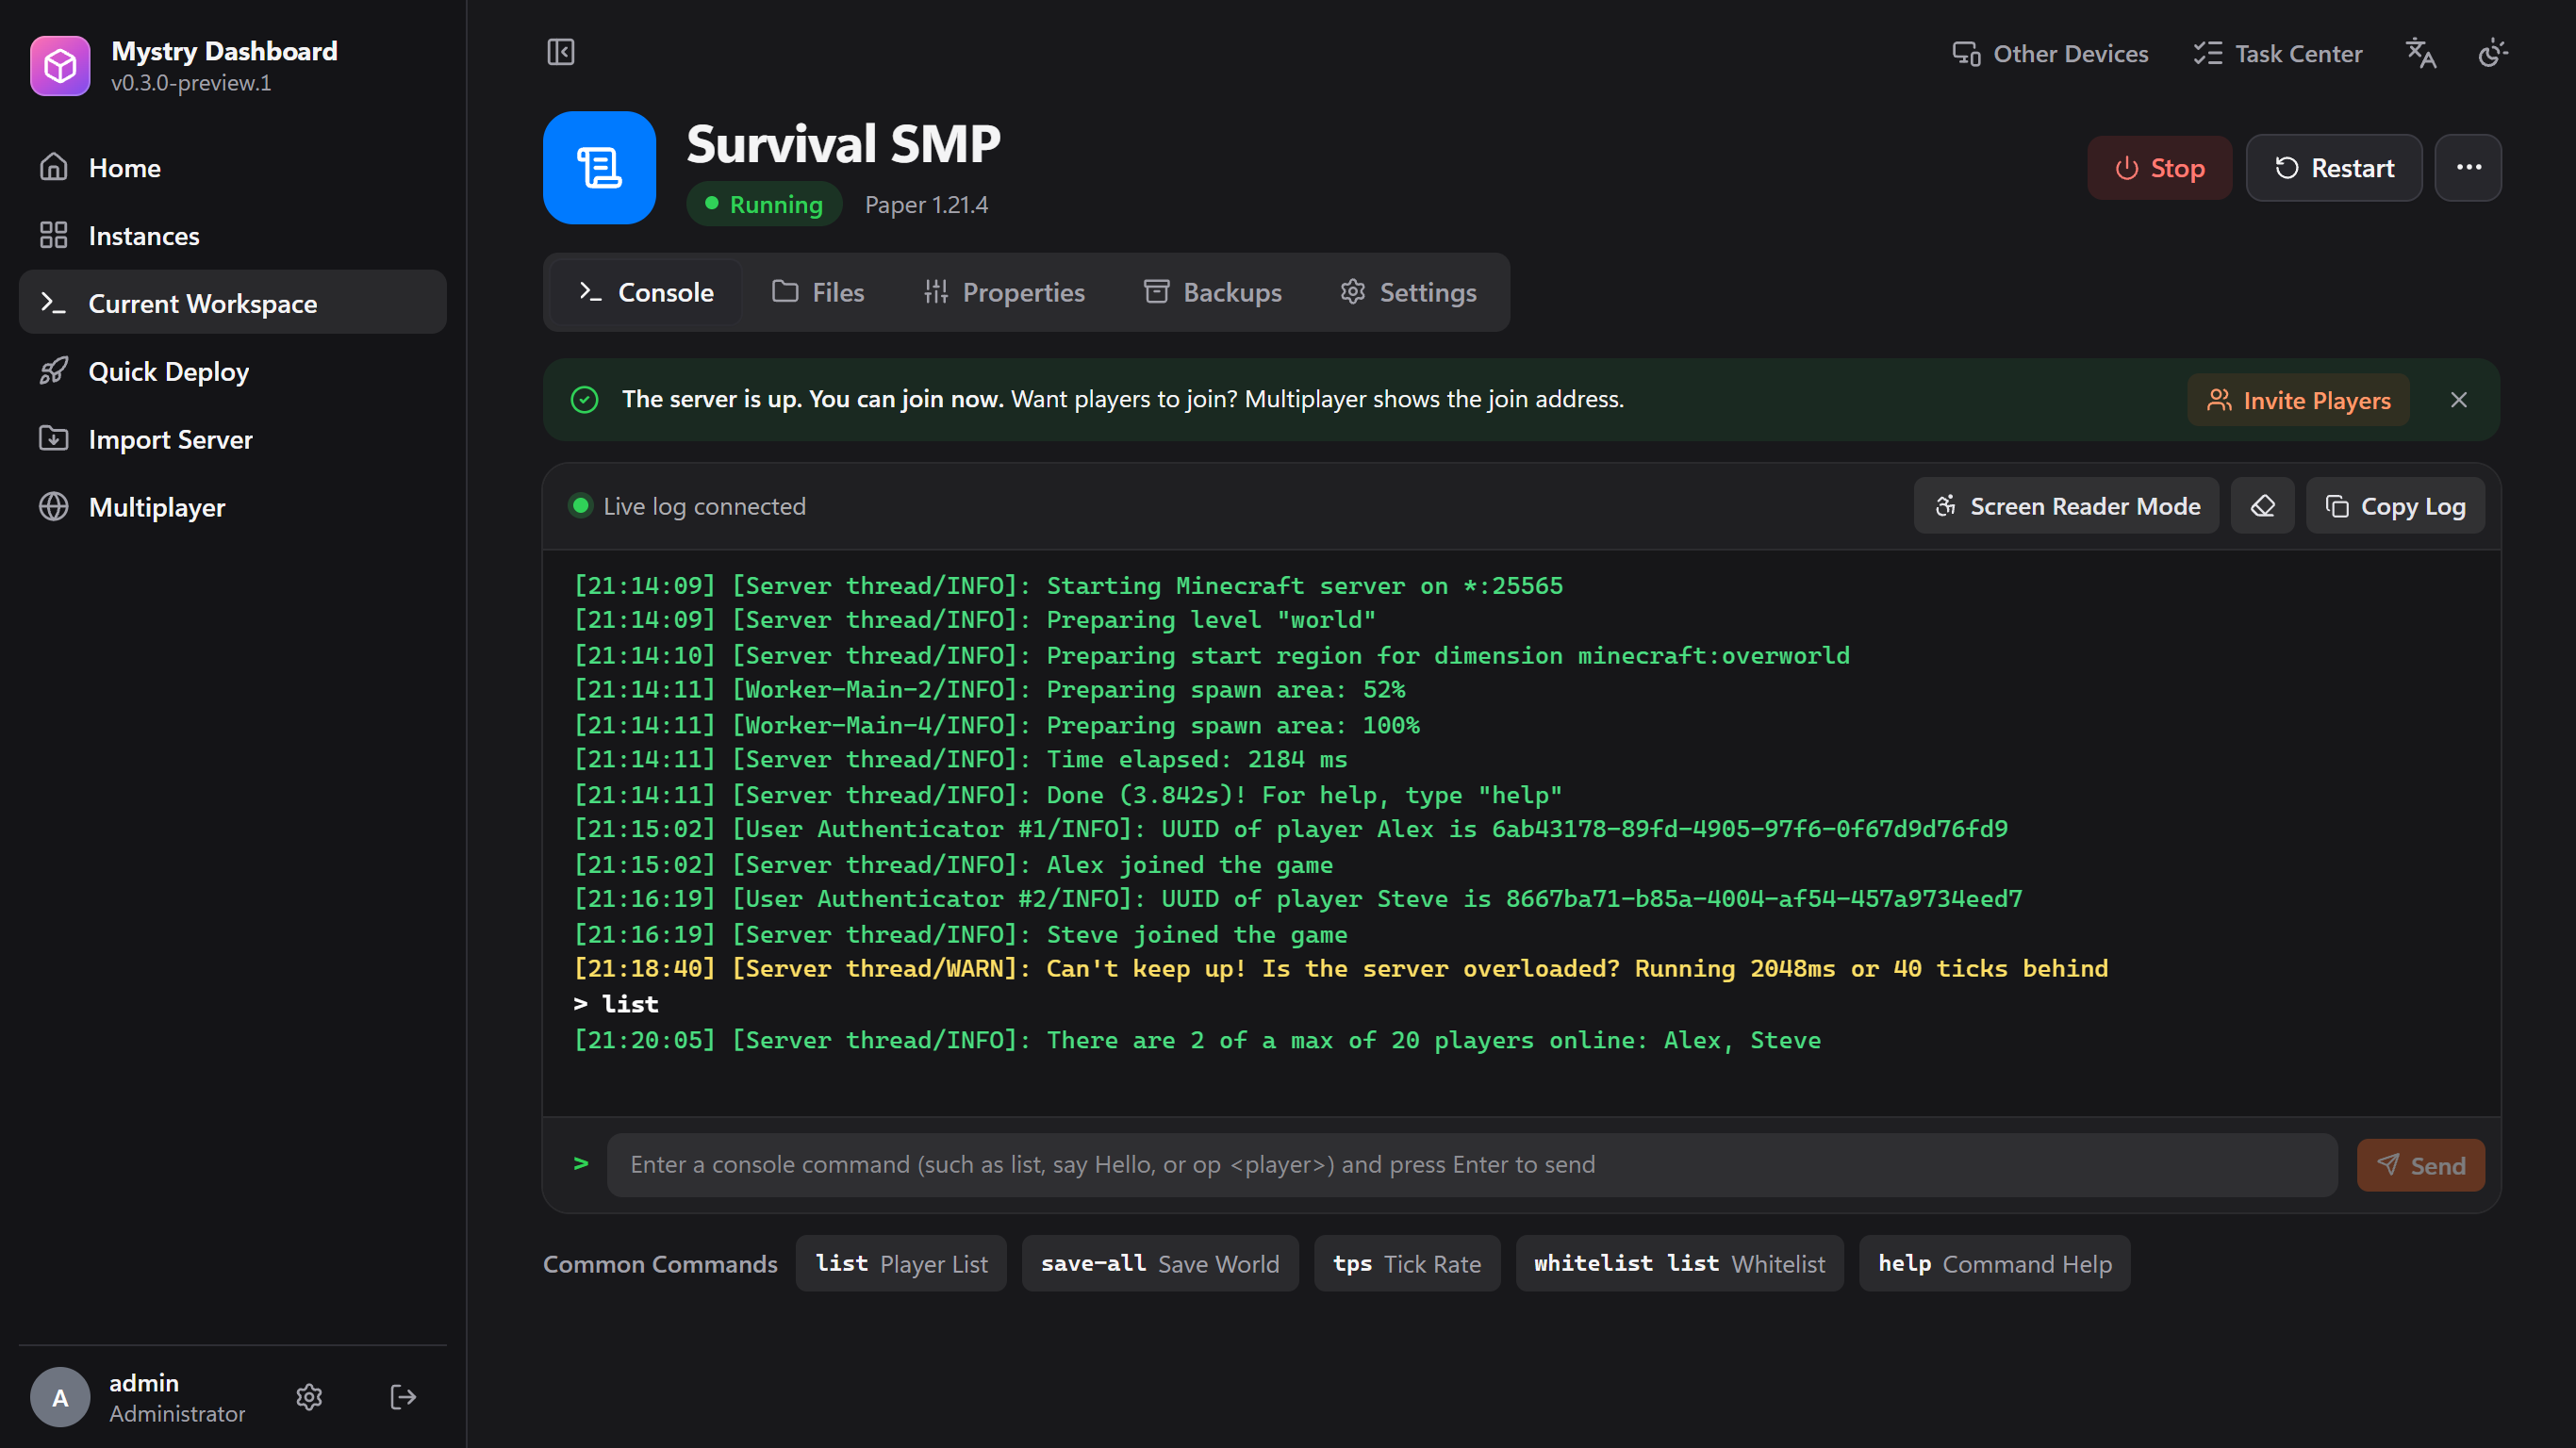 Mystry Dashboard
v0.3.0-preview.1
Home
Instances
Current Workspace
Quick Deploy
Import Server
Multiplayer
A
admin
Administrator
Other Devices
Task Center
Survival SMP
Running
Paper 1.21.4
Stop
Restart
Console
Files
Properties
Backups
Settings
The server is up. You can join now. Want players to join? Multiplayer shows the join address.
Invite Players
Live log connected
Screen Reader Mode
Copy Log
[21:14:09] [Server thread/INFO]: Starting Minecraft server on *:25565
[21:14:09] [Server thread/INFO]: Preparing level "world"
[21:14:10] [Server thread/INFO]: Preparing start region for dimension minecraft:overworld
[21:14:11] [Worker-Main-2/INFO]: Preparing spawn area: 52%
[21:14:11] [Worker-Main-4/INFO]: Preparing spawn area: 100%
[21:14:11] [Server thread/INFO]: Time elapsed: 2184 ms
[21:14:11] [Server thread/INFO]: Done (3.842s)! For help, type "help"
[21:15:02] [User Authenticator #1/INFO]: UUID of player Alex is 6ab43178-89fd-4905-97f6-0f67d9d76fd9
[21:15:02] [Server thread/INFO]: Alex joined the game
[21:16:19] [User Authenticator #2/INFO]: UUID of player Steve is 8667ba71-b85a-4004-af54-457a9734eed7
[21:16:19] [Server thread/INFO]: Steve joined the game
[21:18:40] [Server thread/WARN]: Can't keep up! Is the server overloaded? Running 2048ms or 40 ticks behind
> list
[21:20:05] [Server thread/INFO]: There are 2 of a max of 20 players online: Alex, Steve
> Enter a console command (such as list, say Hello, or op <player>) and press Enter to send
Send
Common Commands
list Player List
save-all Save World
tps Tick Rate
whitelist list Whitelist
help Command Help